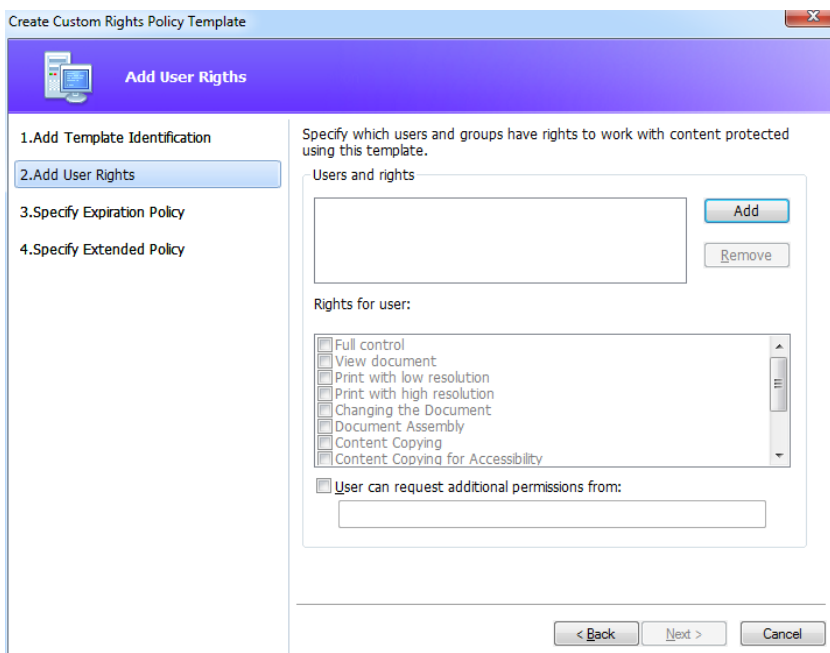 Create Custom Rights Policy Template
Add User Rigths
1.Add Template Identification
2.Add User Rights
3.Specify Expiration Policy
4.Specify Extended Policy
Specify which users and groups have rights to work with content protected
using this template.
Users and rights
Add
Remove
Rights for user:
Full control
View document
Print with low resolution
Print with high resolution
Changing the Document
Document Assembly
Content Copying
Content Copying for Accessibility
User can request additional permissions from:
< Back
Next >
Cancel